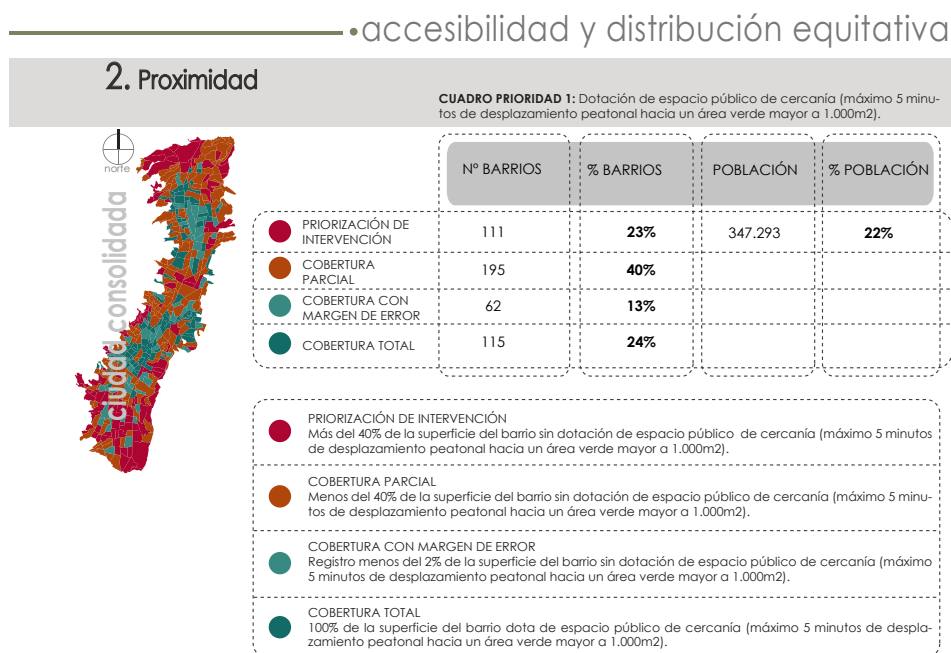 accesibilidad y distribución equitativa
2. Proximidad
CUADRO PRIORIDAD 1: Dotación de espacio público de cercanía (máximo 5 minu-
tos de desplazamiento peatonal hacia un área verde mayor a 1.000m2).
norte
ciudad consolidada
N° BARRIOS % BARRIOS POBLACIÓN % POBLACIÓN
PRIORIZACIÓN DE
INTERVENCIÓN
111 23% 347.293 22%
COBERTURA
PARCIAL
195 40%
COBERTURA CON
MARGEN DE ERROR
62 13%
COBERTURA TOTAL 115 24%
PRIORIZACIÓN DE INTERVENCIÓN
Más del 40% de la superficie del barrio sin dotación de espacio público de cercanía (máximo 5 minutos
de desplazamiento peatonal hacia un área verde mayor a 1.000m2).
COBERTURA PARCIAL
Menos del 40% de la superficie del barrio sin dotación de espacio público de cercanía (máximo 5 minu-
tos de desplazamiento peatonal hacia un área verde mayor a 1.000m2).
COBERTURA CON MARGEN DE ERROR
Registro menos del 2% de la superficie del barrio sin dotación de espacio público de cercanía (máximo
5 minutos de desplazamiento peatonal hacia un área verde mayor a 1.000m2).
COBERTURA TOTAL
100% de la superficie del barrio dota de espacio público de cercanía (máximo 5 minutos de despla-
zamiento peatonal hacia un área verde mayor a 1.000m2).